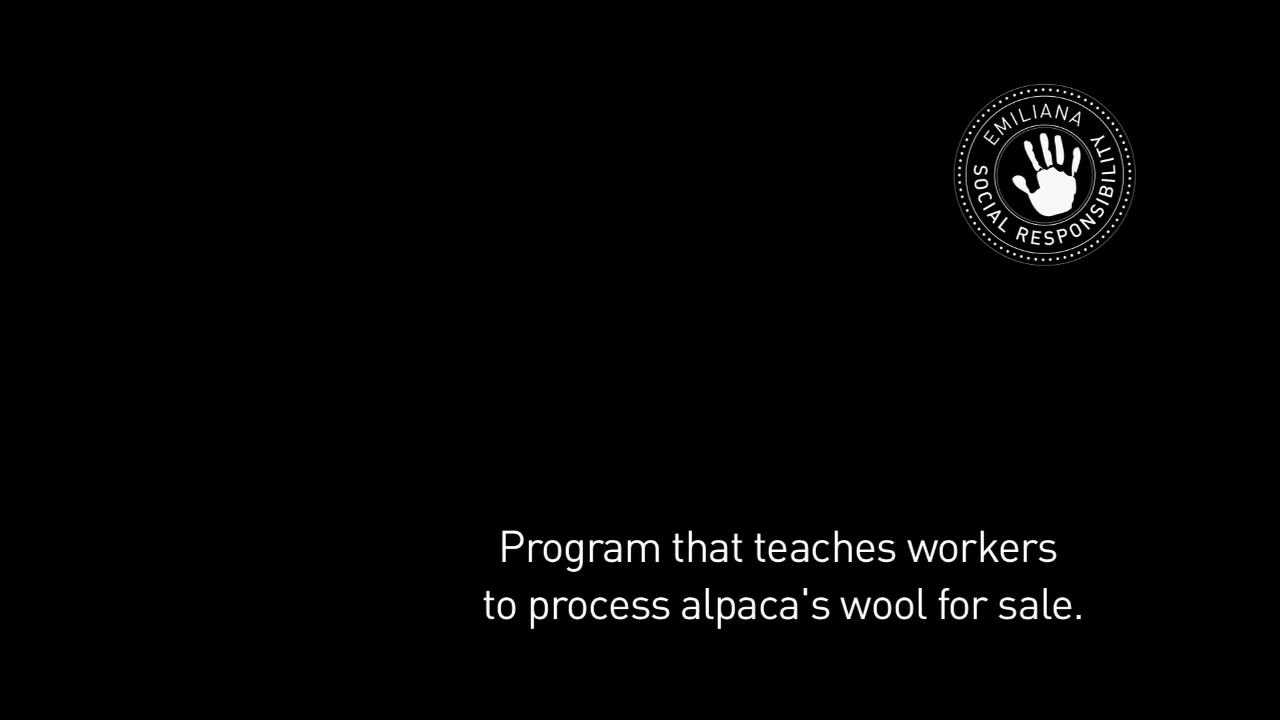 EMILIANA
SOCIAL RESPONSIBILITY
Program that teaches workers
to process alpaca's wool for sale.